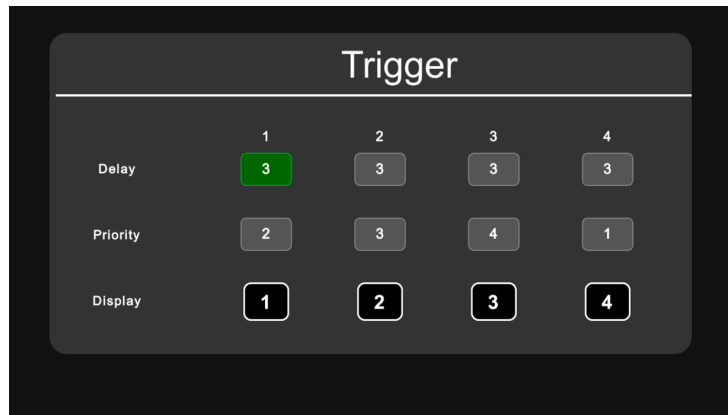 Trigger
1 2 3 4
Delay 3 3 3 3
Priority 2 3 4 1
Display 1 2 3 4